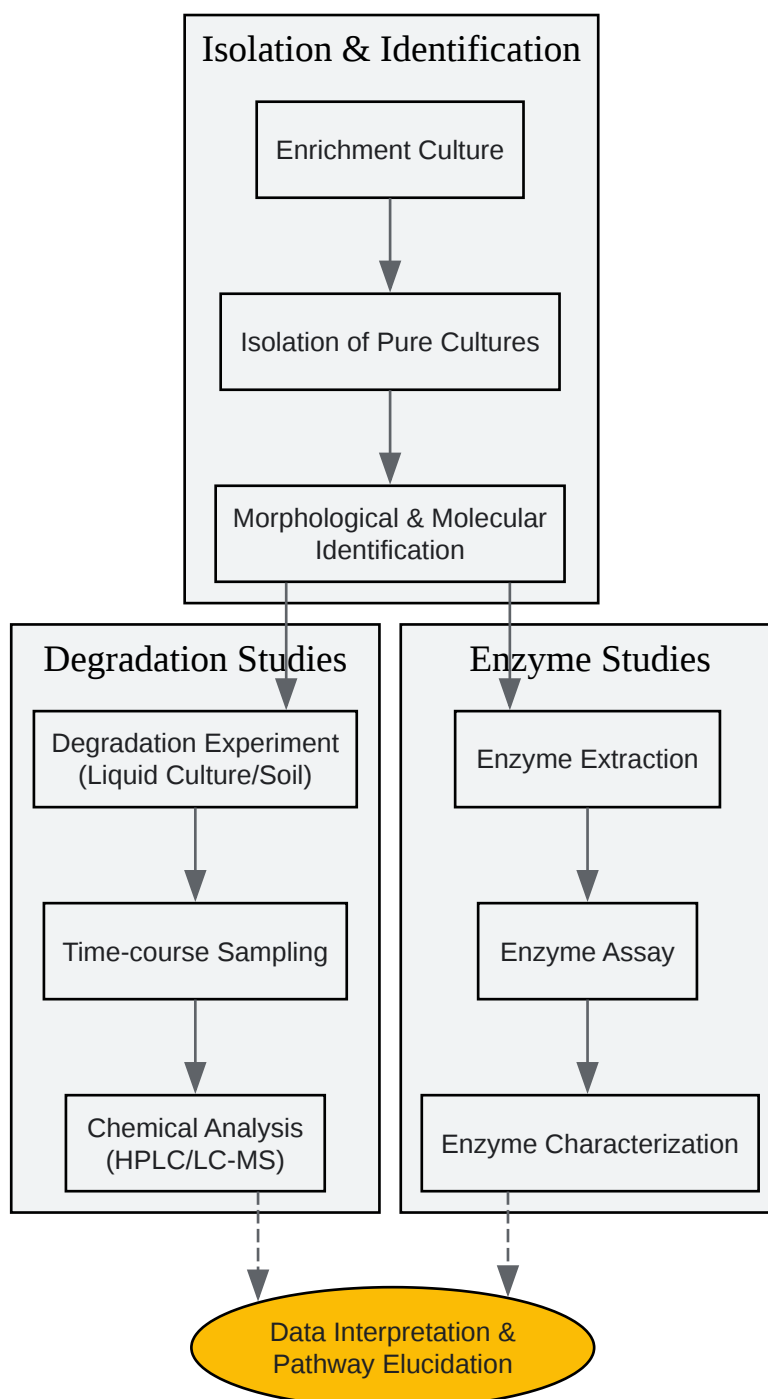 Isolation & Identification
Enrichment Culture
Isolation of Pure Cultures
Morphological & Molecular
Identification
Degradation Studies
Degradation Experiment
(Liquid Culture/Soil)
Time-course Sampling
Chemical Analysis
(HPLC/LC-MS)
Enzyme Studies
Enzyme Extraction
Enzyme Assay
Enzyme Characterization
Data Interpretation &
Pathway Elucidation